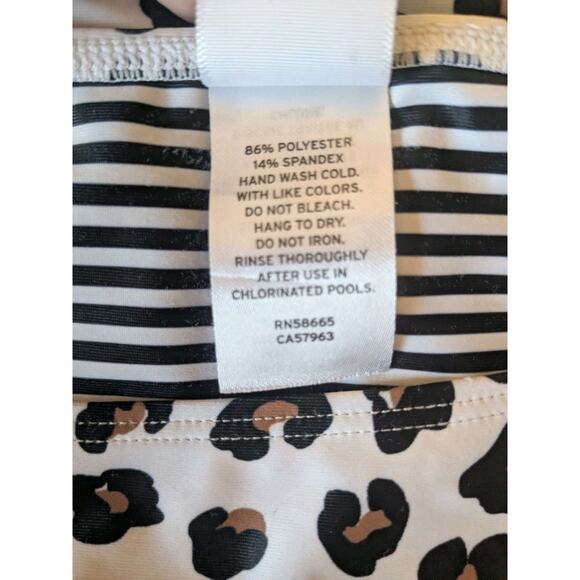 86% POLYESTER
14% SPANDEX
HAND WASH COLD.
WITH LIKE COLORS.
DO NOT BLEACH.
HANG TO DRY.
DO NOT IRON.
RINSE THOROUGHLY
AFTER USE IN
CHLORINATED POOLS.
RN58665
CA57963